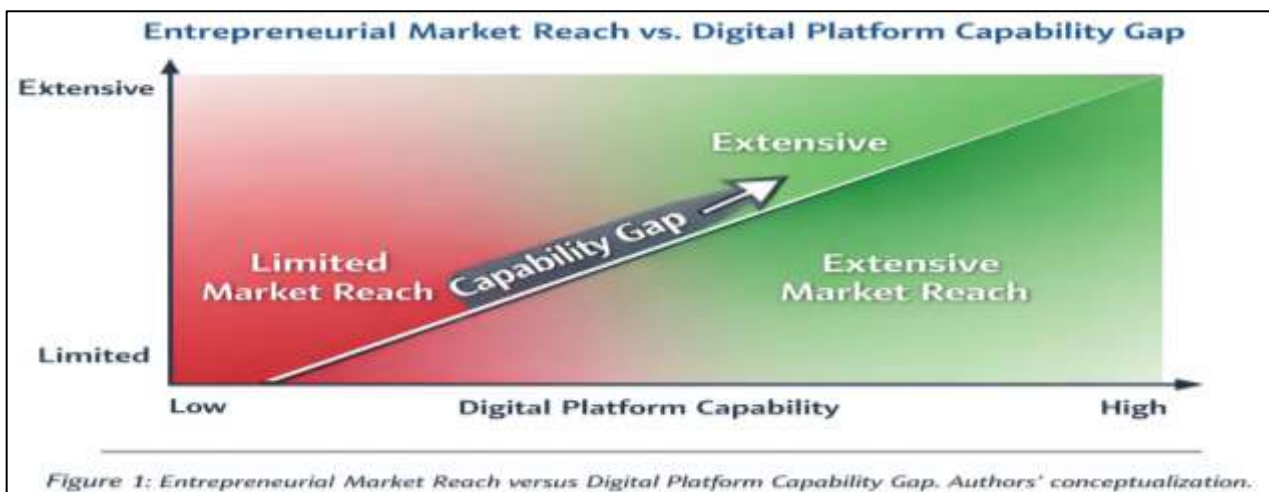 Entrepreneurial Market Reach vs. Digital Platform Capability Gap
Extensive
Extensive
Capability Gap
Limited
Market Reach
Extensive
Market Reach
Limited
Low
Digital Platform Capability
High
Figure 1: Entrepreneurial Market Reach versus Digital Platform Capability Gap. Authors' conceptualization.